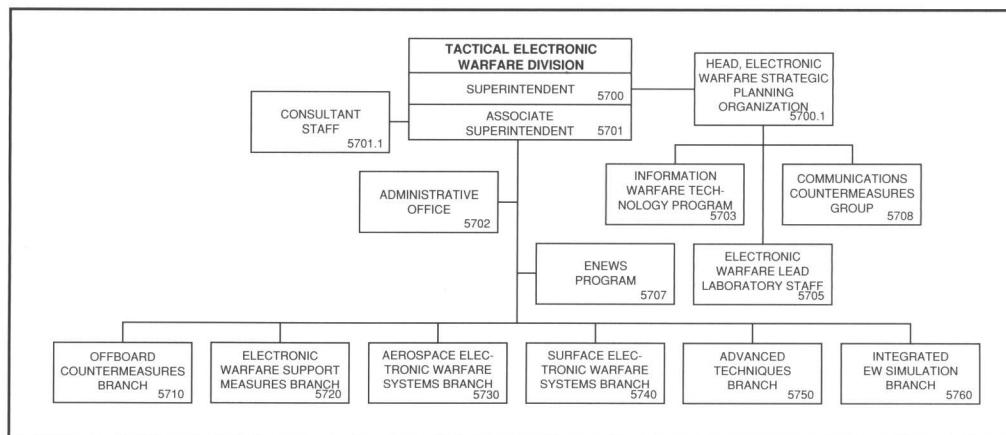 TACTICAL ELECTRONIC
WARFARE DIVISION
SUPERINTENDENT
5700
ASSOCIATE
SUPERINTENDENT
5701
HEAD, ELECTRONIC
WARFARE STRATEGIC
PLANNING
ORGANIZATION
5700.1
CONSULTANT
STAFF
5701.1
ADMINISTRATIVE
OFFICE
5702
INFORMATION
WARFARE TECH-
NOLOGY PROGRAM
5703
COMMUNICATIONS
COUNTERMEASURES
GROUP
5708
ENEWS
PROGRAM
5707
ELECTRONIC
WARFARE LEAD
LABORATORY STAFF
5705
OFFBOARD
COUNTERMEASURES
BRANCH
5710
ELECTRONIC
WARFARE SUPPORT
MEASURES BRANCH
5720
AEROSPACE ELEC-
TRONIC WARFARE
SYSTEMS BRANCH
5730
SURFACE ELEC-
TRONIC WARFARE
SYSTEMS BRANCH
5740
ADVANCED
TECHNIQUES
BRANCH
5750
INTEGRATED
EW SIMULATION
BRANCH
5760